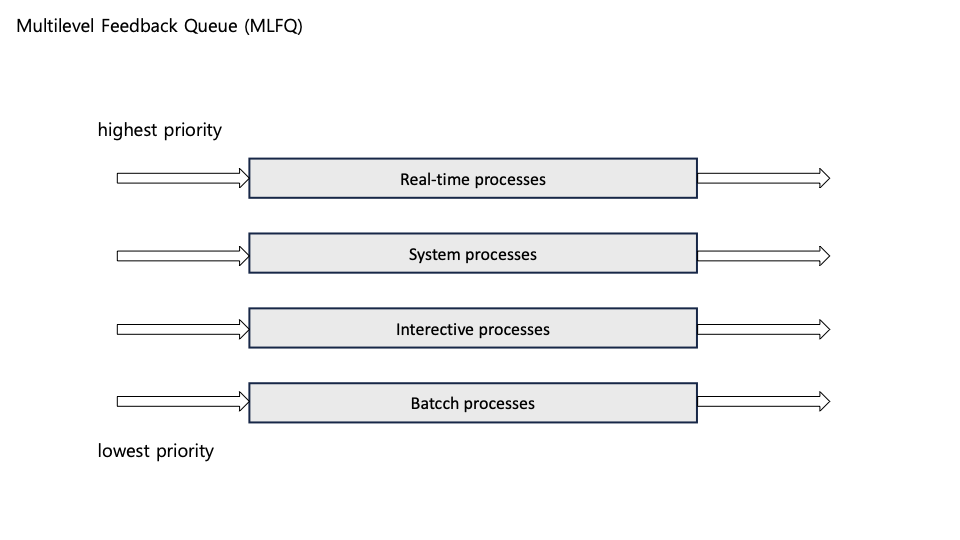 Multilevel Feedback Queue (MLFQ)
highest priority
Real-time processes
System processes
Interective processes
Batcch processes
lowest priority